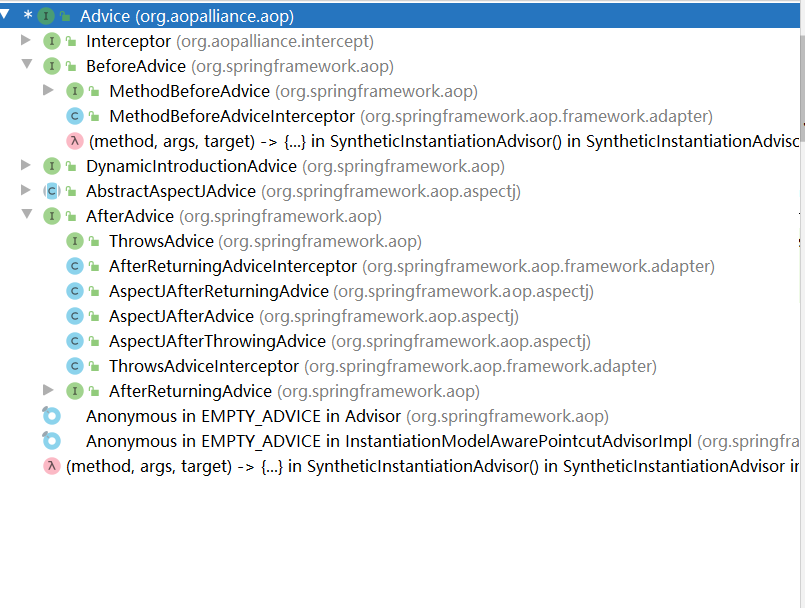 * I Advice (org.aopalliance.aop)
I Interceptor (org.aopalliance.intercept)
I BeforeAdvice (org.springframework.aop)
I MethodBeforeAdvice (org.springframework.aop)
C MethodBeforeAdviceInterceptor (org.springframework.aop.framework.adapter)
λ (method, args, target) -> {...} in SyntheticInstantiationAdvisor() in SyntheticInstantiationAdvisc
I DynamicIntroductionAdvice (org.springframework.aop)
C AbstractAspectJAdvice (org.springframework.aop.aspectj)
I AfterAdvice (org.springframework.aop)
I ThrowsAdvice (org.springframework.aop)
C AfterReturningAdviceInterceptor (org.springframework.aop.framework.adapter)
C AspectJAfterReturningAdvice (org.springframework.aop.aspectj)
C AspectJAfterAdvice (org.springframework.aop.aspectj)
C AspectJAfterThrowingAdvice (org.springframework.aop.aspectj)
C ThrowsAdviceInterceptor (org.springframework.aop.framework.adapter)
I AfterReturningAdvice (org.springframework.aop)
Anonymous in EMPTY_ADVICE in Advisor (org.springframework.aop)
Anonymous in EMPTY_ADVICE in InstantiationModelAwarePointcutAdvisorImpl (org.springfra
λ (method, args, target) -> {...} in SyntheticInstantiationAdvisor() in SyntheticInstantiationAdvisor in